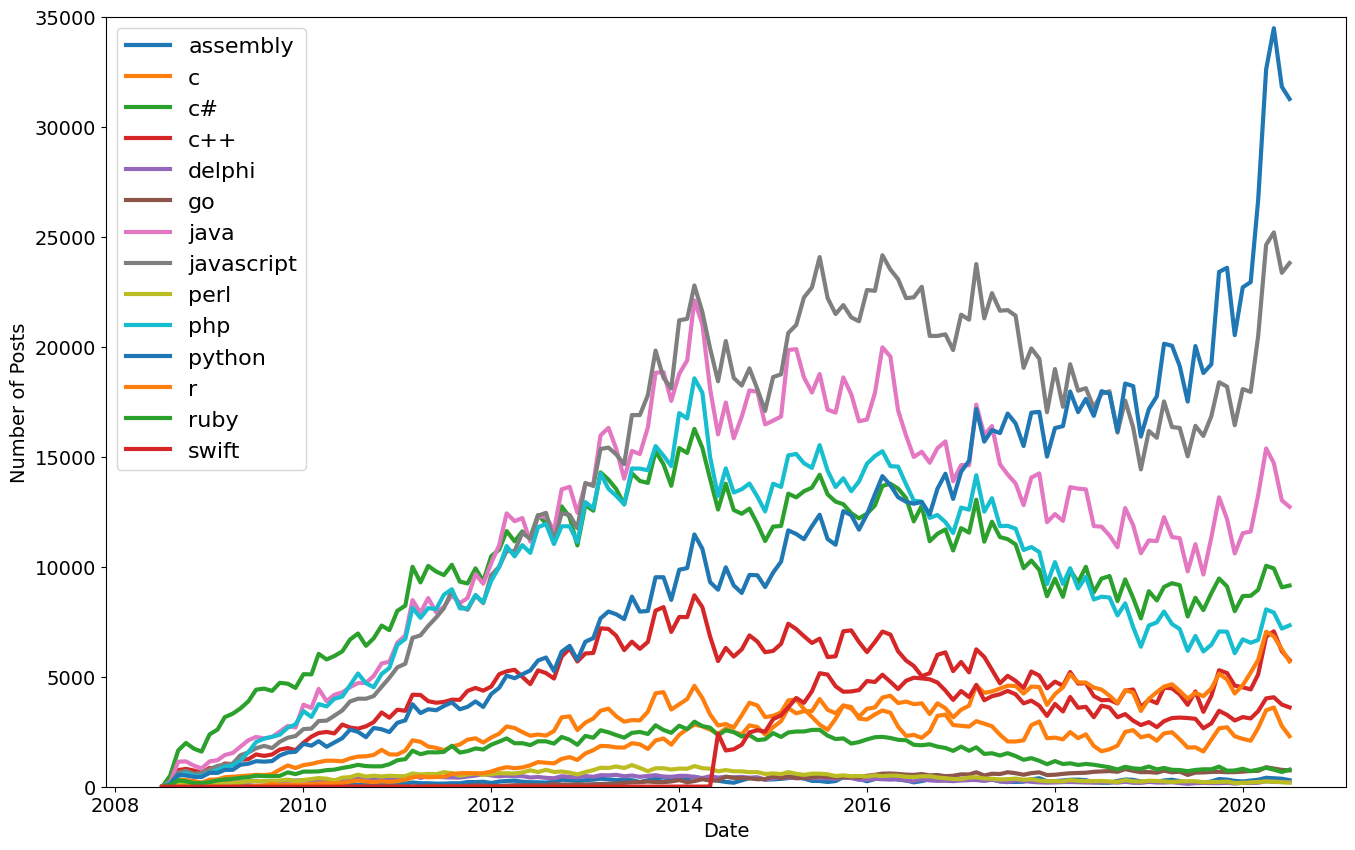 35000
30000
25000
20000
15000
10000
5000
0
Number of Posts
assembly
c
c#
c++
delphi
go
java
javascript
perl
php
python
r
ruby
swift
2008
2010
2012
2014
2016
2018
2020
Date